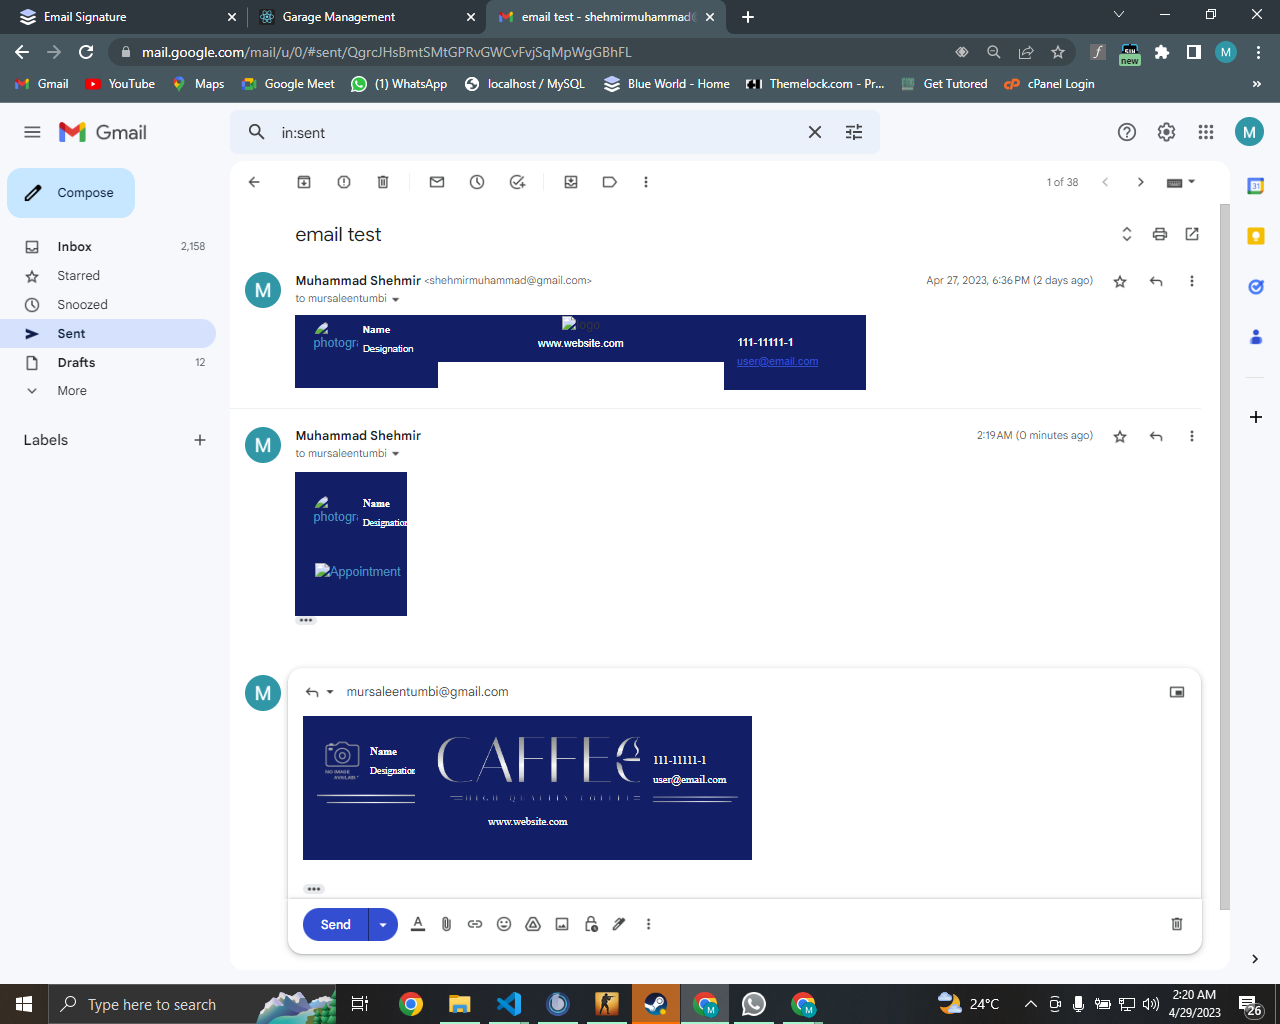 Email Signature
Garage Management
email test - shehmirmuhammad@
mail.google.com/mail/u/0/#sent/QgrcJHsBmtSMtGPRvGWCvFvjSqMpWgGBhFL
new
M
Gmail
YouTube
Maps
Google Meet
(1) WhatsApp
localhost / MySQL
Blue World - Home
Themelock.com - Pr...
Get Tutored
cPanel Login
»
Gmail
in:sent
M
Compose
1 of 38
31
Inbox 2,158
Starred
Snoozed
Sent
Drafts 12
More
Labels
email test
M
Muhammad Shehmir <shehmirmuhammad@gmail.com>
Apr 27, 2023, 6:36 PM (2 days ago)
to mursaleentumbi
photogra
Name
Designation
logo
www.website.com
111-11111-1
user@email.com
M
Muhammad Shehmir
2:19 AM (0 minutes ago)
to mursaleentumbi
photogra
Name
Designation
Appointment
M
mursaleentumbi@gmail.com
NO IMAGE
AVAILABLE
Name
Designation
CAFFEE
HIGH QUALITY COFFEE
www.website.com
111-11111-1
user@email.com
Send
Type here to search
24°C
2:20 AM
4/29/2023
26